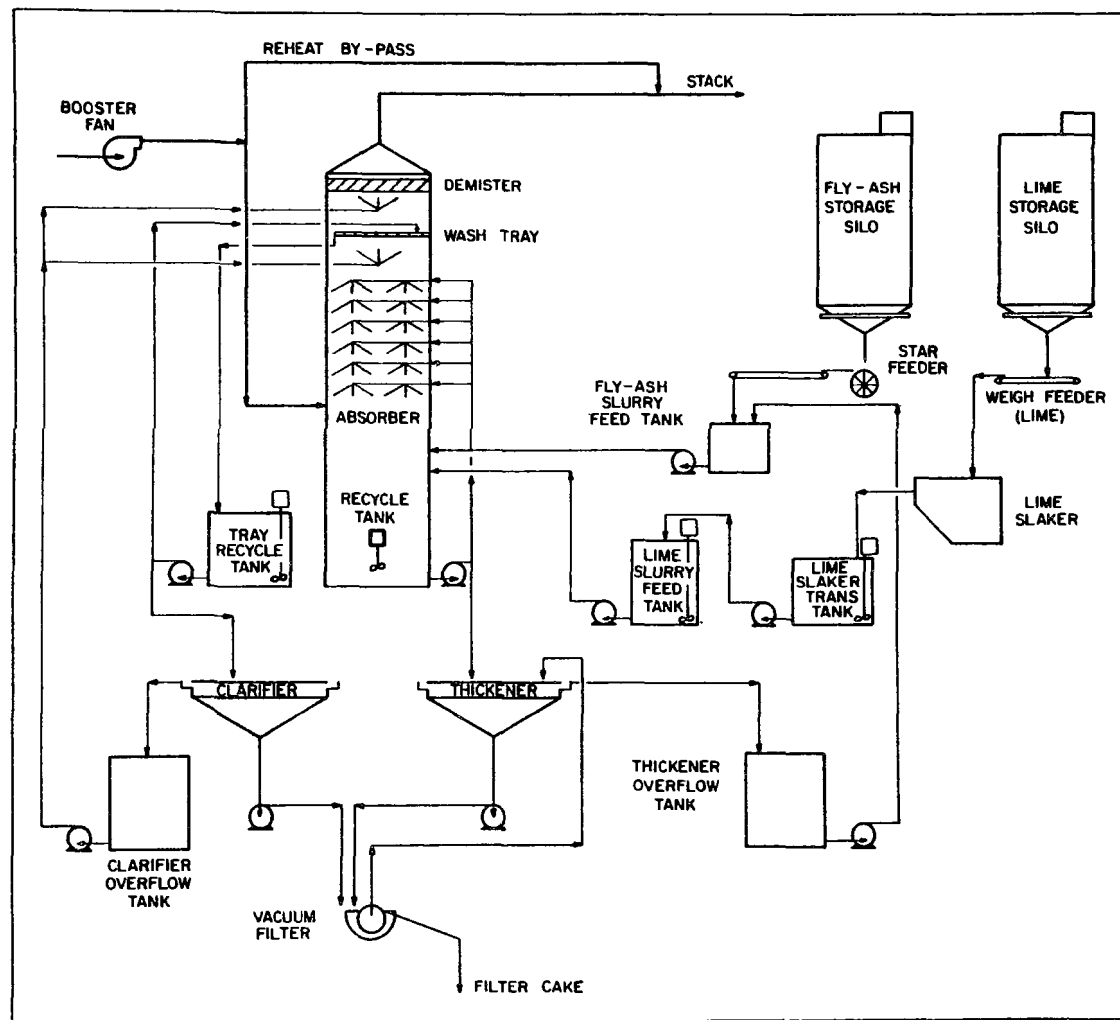 REHEAT BY-PASS
STACK
BOOSTER
FAN
DEMISTER
WASH TRAY
FLY-ASH
STORAGE
SILO
LIME
STORAGE
SILO
STAR
FEEDER
WEIGH FEEDER
(LIME)
FLY-ASH
SLURRY
FEED TANK
ABSORBER
RECYCLE
TANK
TRAY
RECYCLE
TANK
LIME
SLURRY
FEED
TANK
LIME
SLAKER
TRANS
TANK
LIME
SLAKER
CLARIFIER
THICKENER
THICKENER
OVERFLOW
TANK
CLARIFIER
OVERFLOW
TANK
VACUUM
FILTER
FILTER CAKE